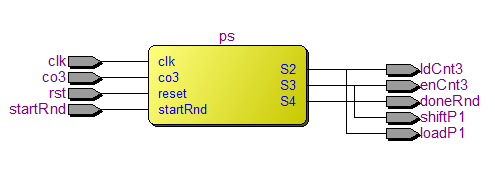 ps
clk
co3
rst
startRnd
clk
co3
reset
startRnd
S2
S3
S4
ldCnt3
enCnt3
doneRnd
shiftP1
loadP1